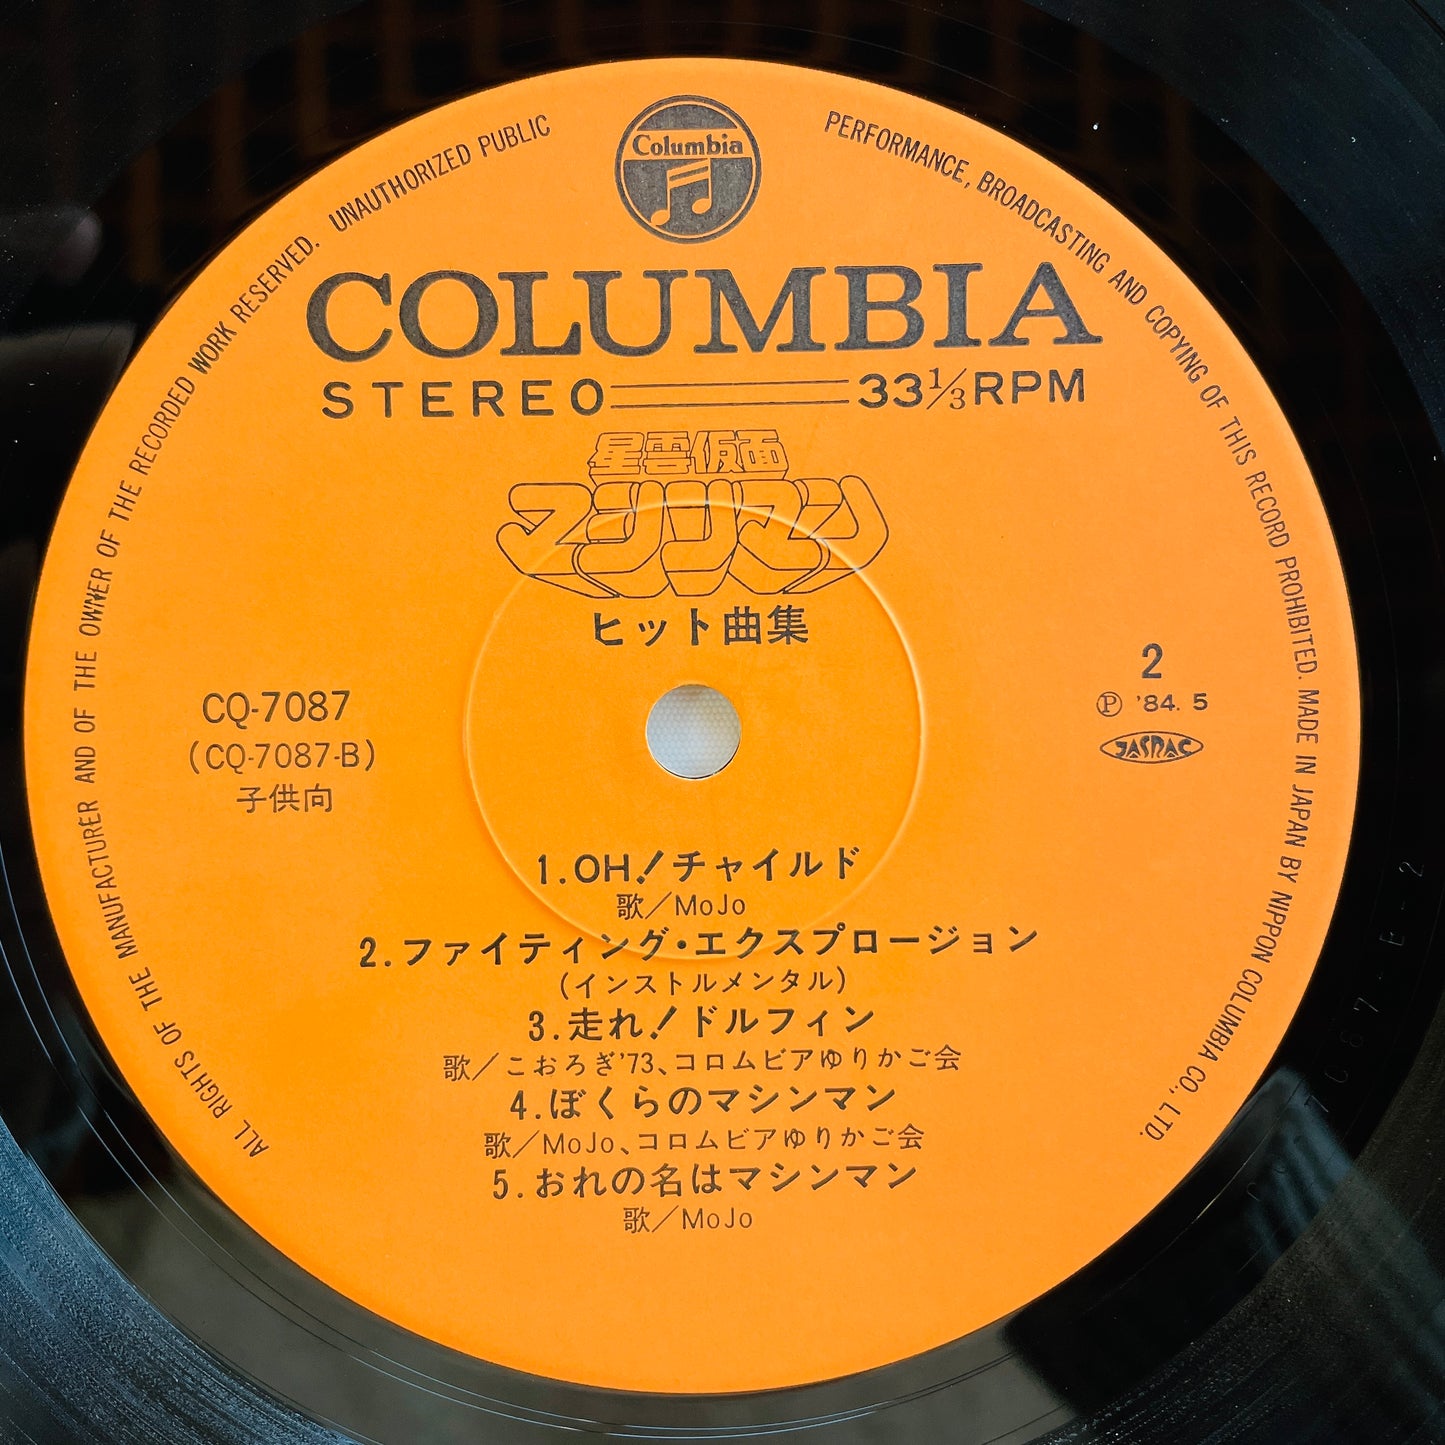 Columbia
ALL RIGHTS OF THE MANUFACTURER AND OF THE OWNER OF THE RECORDED WORK RESERVED. UNAUTHORIZED PUBLIC PERFORMANCE, BROADCASTING AND COPYING OF THIS RECORD PROHIBITED. MADE IN JAPAN BY NIPPON COLUMBIA CO., LTD.
COLUMBIA
STEREO 33⅓RPM
星雲仮面
マシンマン
ヒット曲集
CQ-7087
(CQ-7087-B)
子供向
2
Ⓟ '84.5
JASRAC
1.OH!チャイルド
歌/MoJo
2.ファイティング・エクスプロージョン
(インストルメンタル)
3.走れ!ドルフィン
歌/こおろぎ'73、コロムビアゆりかご会
4.ぼくらのマシンマン
歌/MoJo、コロムビアゆりかご会
5.おれの名はマシンマン
歌/MoJo